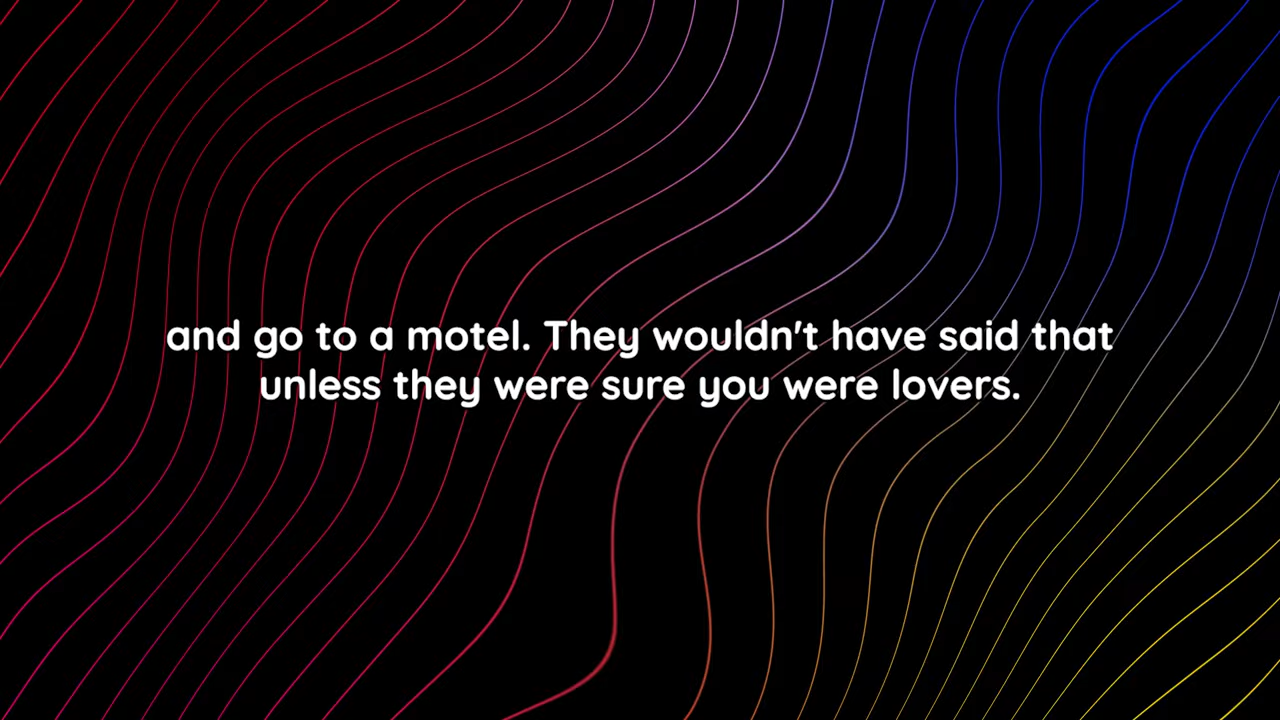 and go to a motel. They wouldn't have said that
unless they were sure you were lovers.